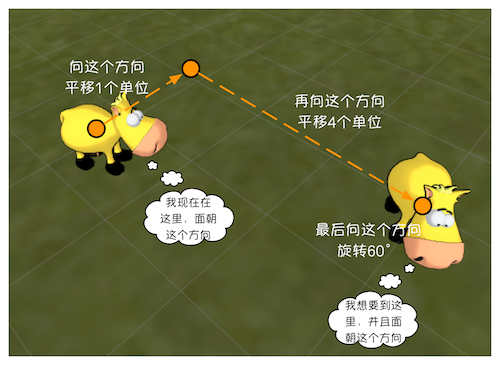 向这个方向
平移1个单位
再向这个方向
平移4个单位
我现在在
这里，面朝
这个方向
最后向这个方向
旋转60°
我想要到这
里，并且面
朝这个方向